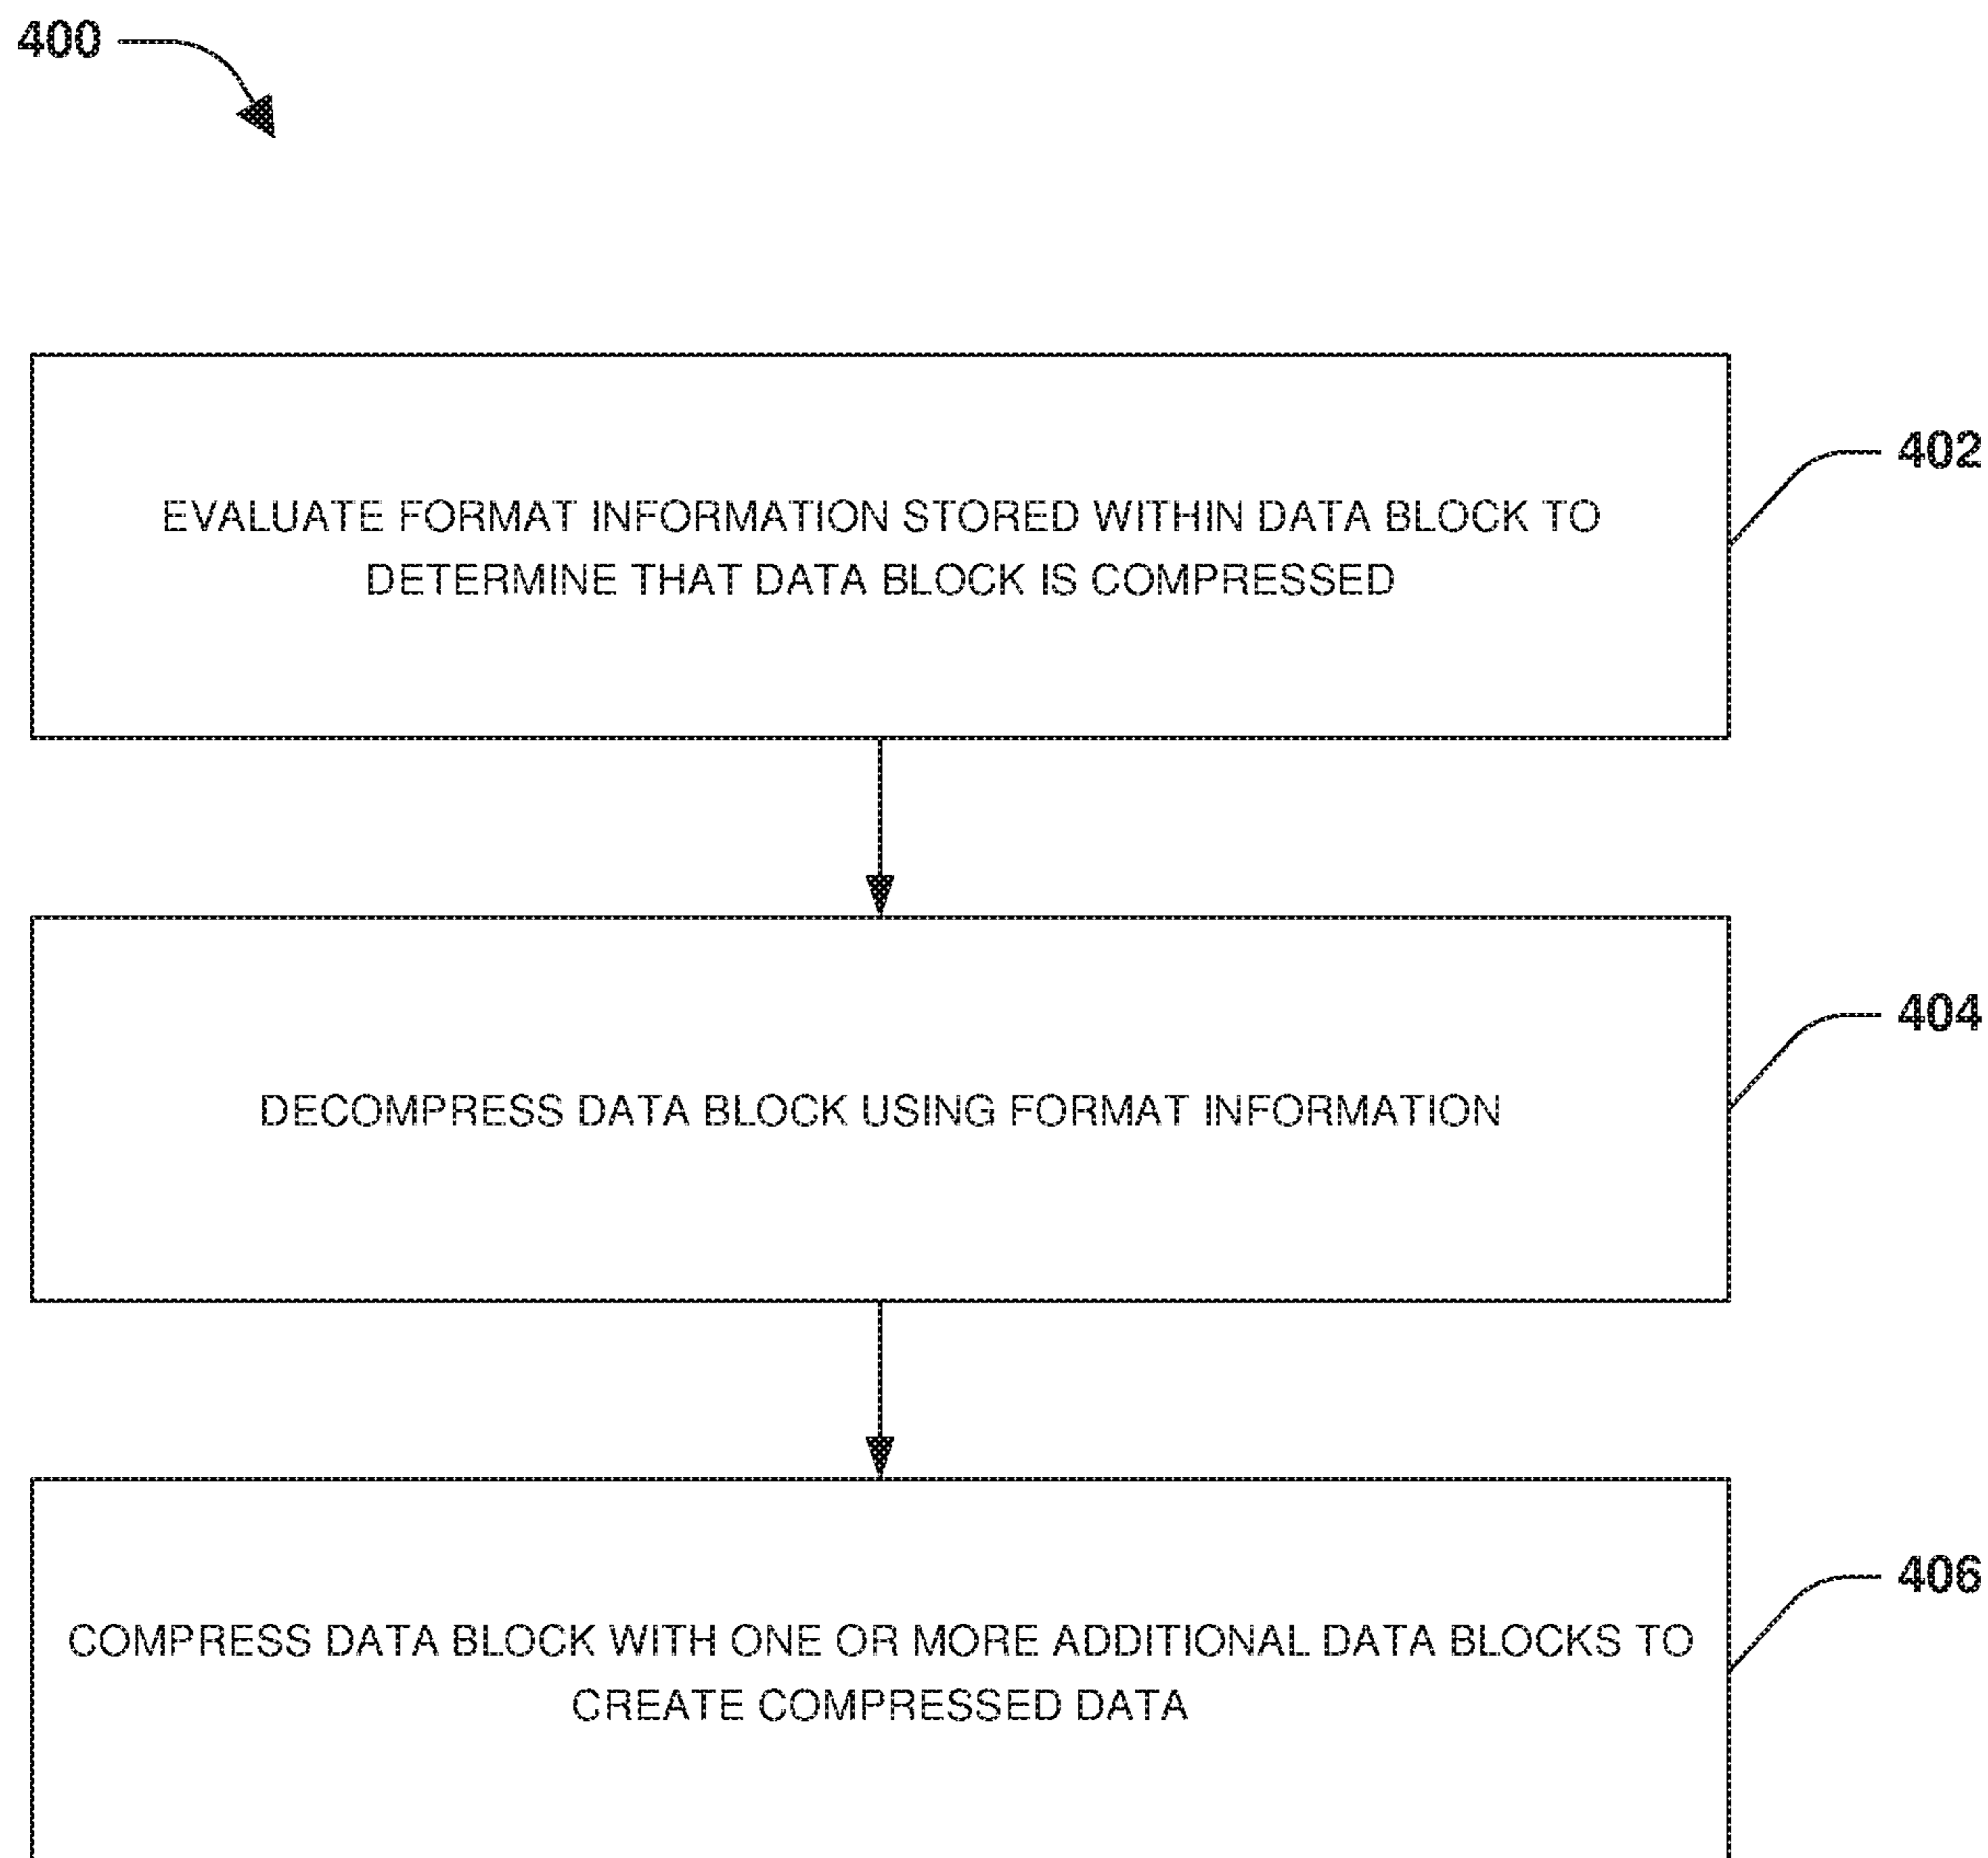 400
402
EVALUATE FORMAT INFORMATION STORED WITHIN DATA BLOCK TO
DETERMINE THAT DATA BLOCK IS COMPRESSED
404
DECOMPRESS DATA BLOCK USING FORMAT INFORMATION
406
COMPRESS DATA BLOCK WITH ONE OR MORE ADDITIONAL DATA BLOCKS TO
CREATE COMPRESSED DATA